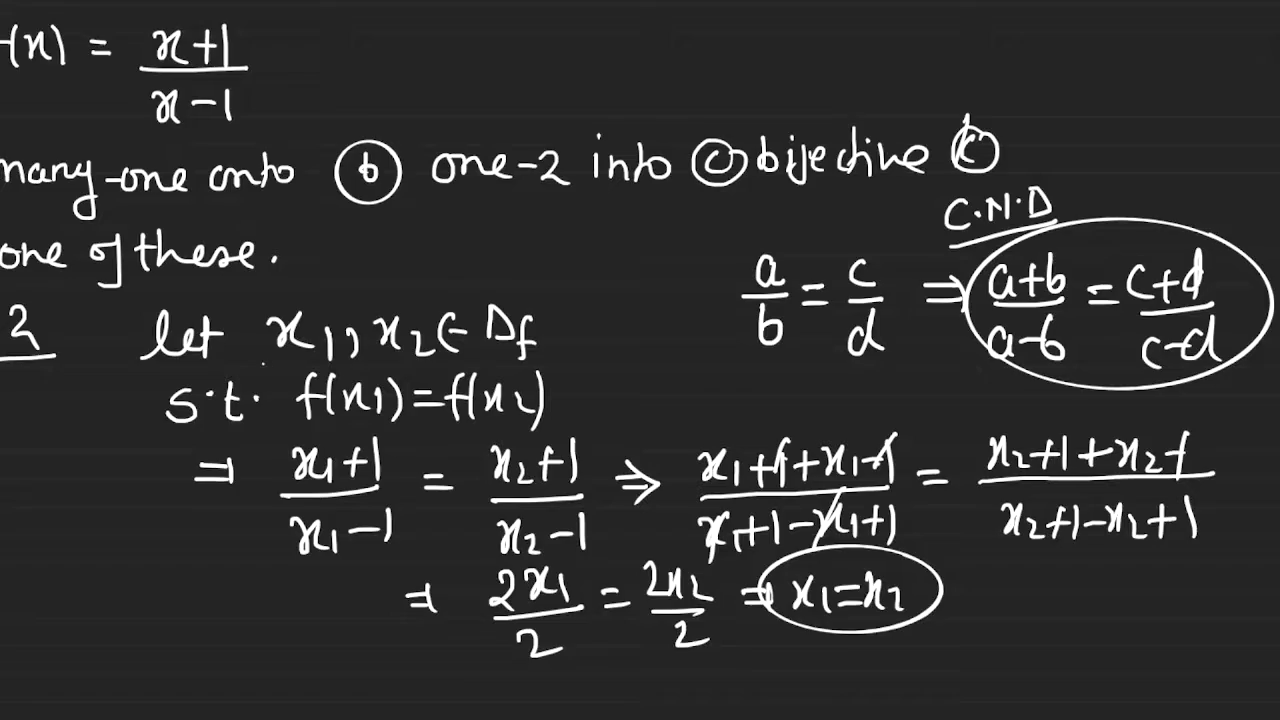 f(x) = x+1 / x-1
many-one onto (b) one-2 into (c) bijective (d)
one of these.
C.N.D
a/b = c/d ⇒ a+b/a-b = c+d/c-d
2 let x1, x2 ∈ Df
s.t. f(x1) = f(x2)
⇒ x1+1/x1-1 = x2+1/x2-1 ⇒ x1+1+x1-1/x1+1-x1+1 = x2+1+x2-1/x2+1-x2+1
⇒ 2x1/2 = 2x2/2 ⇒ x1=x2